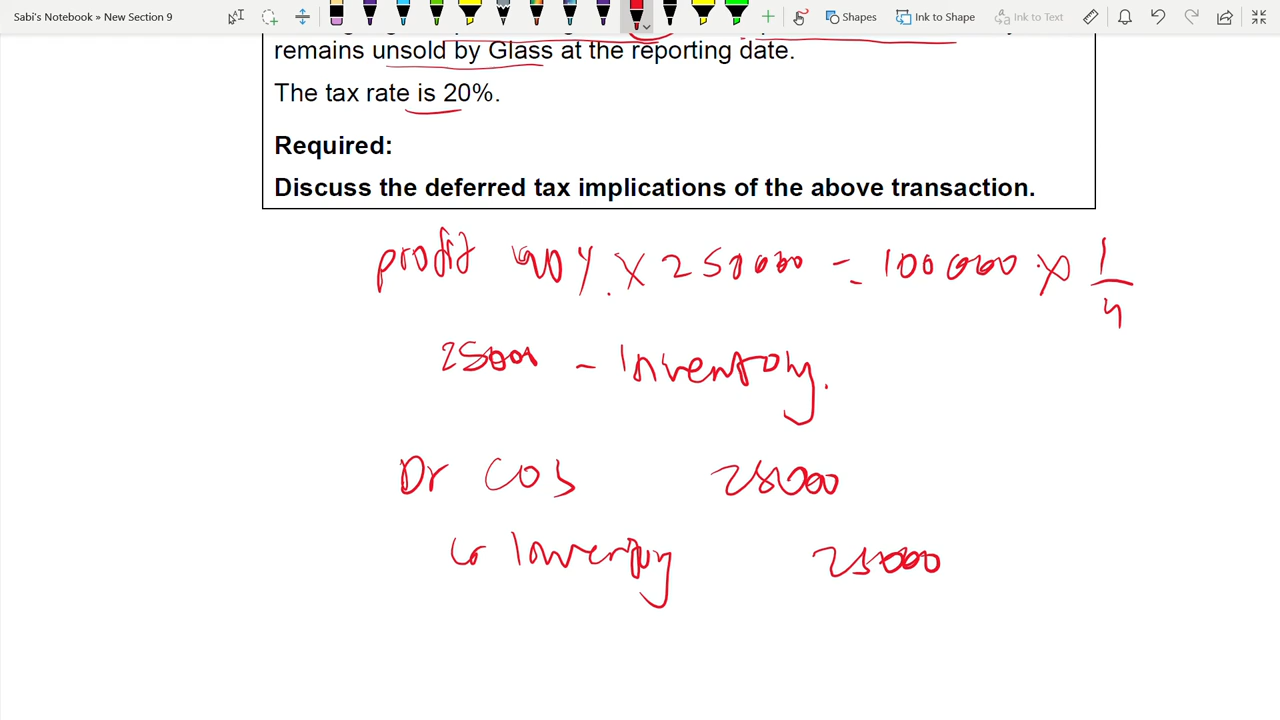 Sabi's Notebook » New Section 9
Shapes
Ink to Shape
Ink to Text
remains unsold by Glass at the reporting date.
The tax rate is 20%.
Required:
Discuss the deferred tax implications of the above transaction.
profit 40% x 250000 = 100000 x 1/4
25000 - Inventory.
Dr COS 25000
Cr Inventory 25000